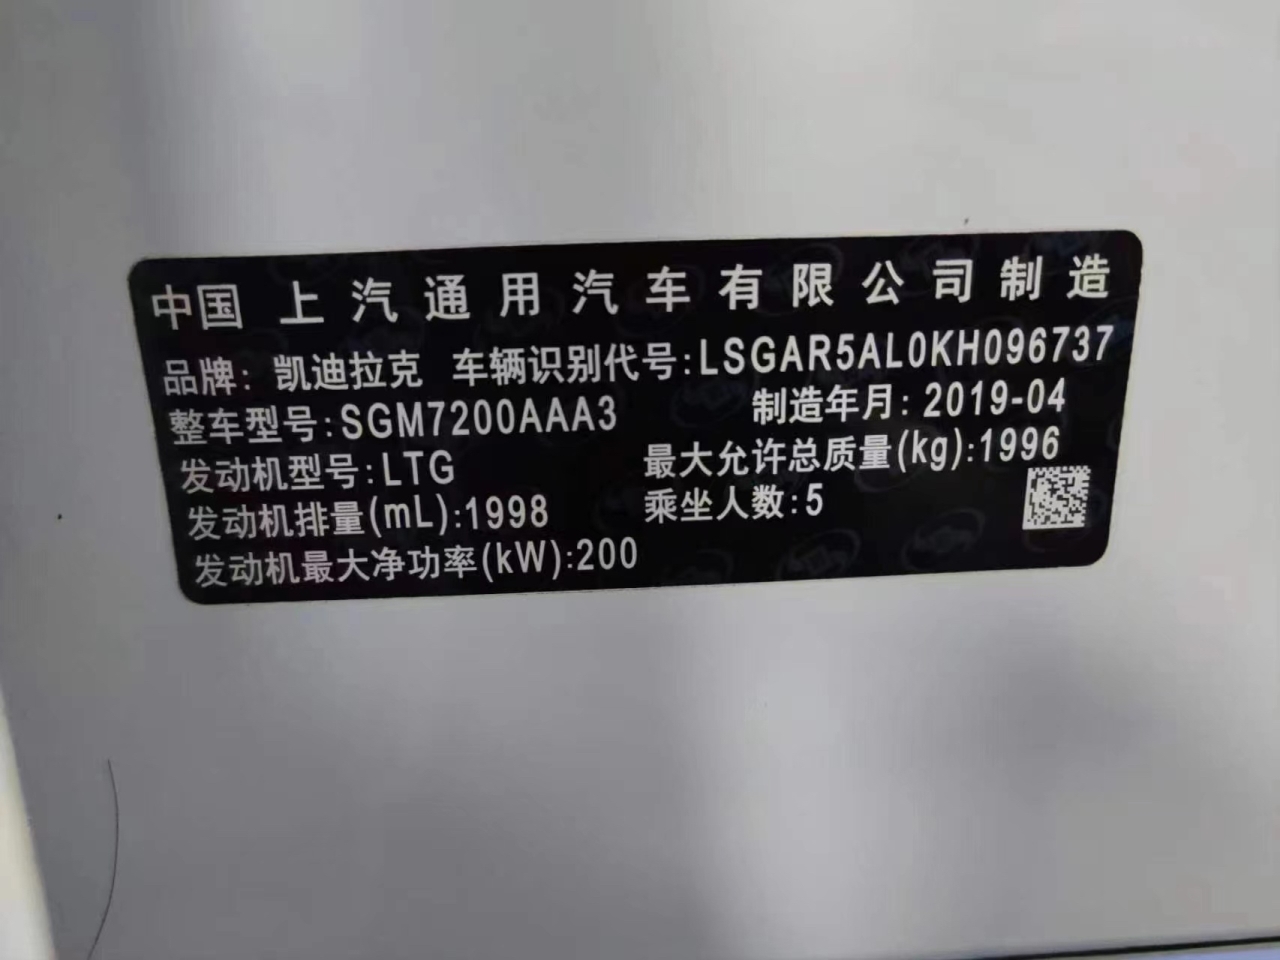 中国 上汽通用汽车有限公司制造
品牌: 凯迪拉克 车辆识别代号:LSGAR5AL0KH096737
整车型号:SGM7200AAA3 制造年月: 2019-04
发动机型号:LTG 最大允许总质量(kg):1996
发动机排量(mL):1998 乘坐人数:5
发动机最大净功率(kW):200